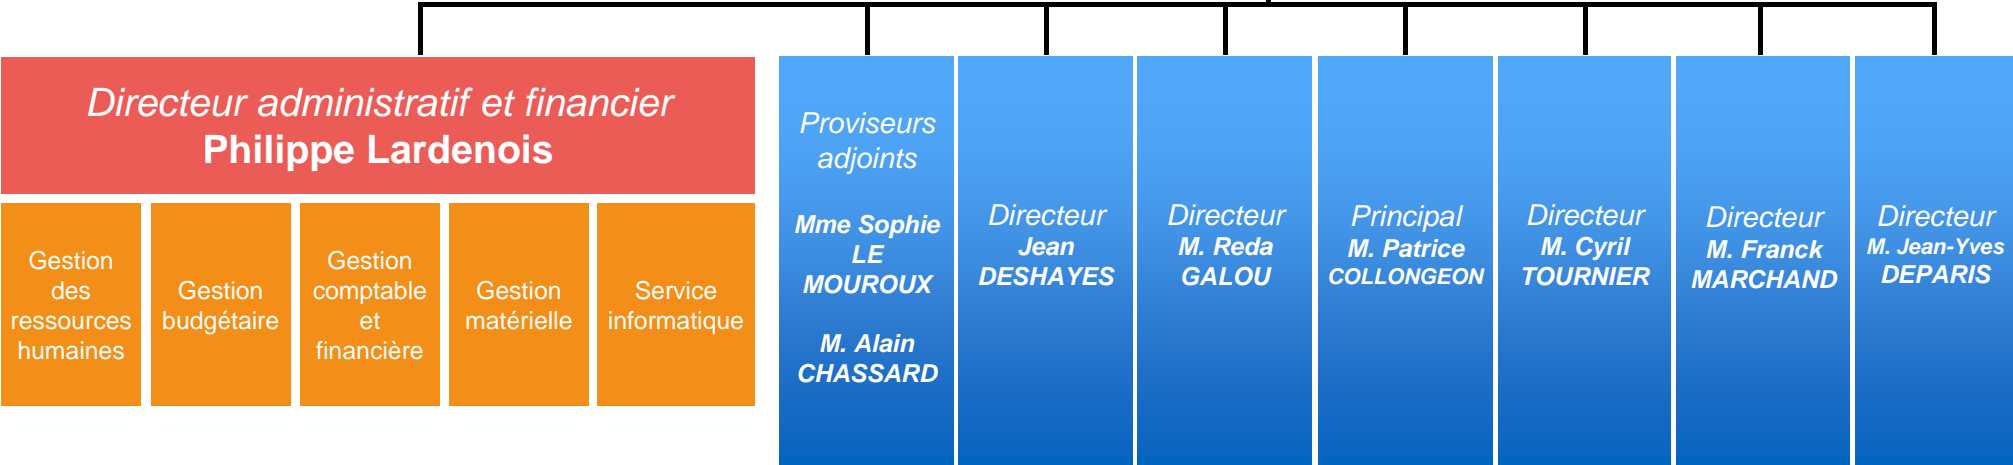 Directeur administratif et financier
Philippe Lardenois
Gestion
des
ressources
humaines
Gestion
budgétaire
Gestion
comptable
et
financière
Gestion
matérielle
Service
informatique
Proviseurs
adjoints
Mme Sophie
LE
MOUROUX
M. Alain
CHASSARD
Directeur
Jean
DESHAYES
Directeur
M. Reda
GALOU
Principal
M. Patrice
COLLONGEON
Directeur
M. Cyril
TOURNIER
Directeur
M. Franck
MARCHAND
Directeur
M. Jean-Yves
DEPARIS